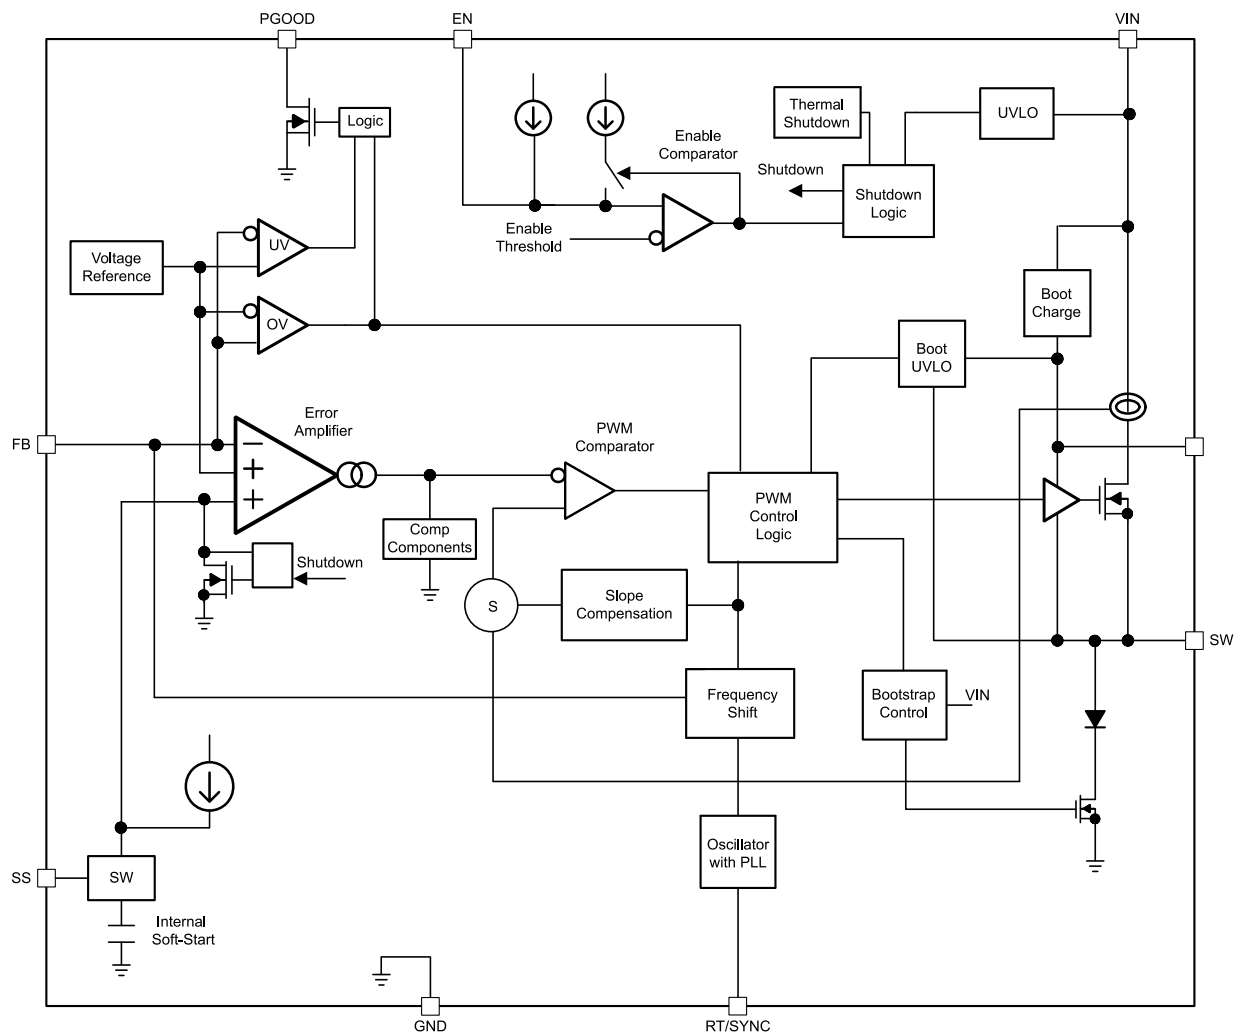 PGOOD
EN
VIN
Logic
Thermal
Shutdown
UVLO
Enable
Comparator
Shutdown
Shutdown
Logic
Enable
Threshold
UV
Voltage
Reference
Boot
Charge
OV
Boot
UVLO
Error
Amplifier
PWM
Comparator
FB
−
+
+
PWM
Control
Logic
Comp
Components
Shutdown
S
Slope
Compensation
SW
Frequency
Shift
Bootstrap
Control
VIN
Oscillator
with PLL
SS
SW
Internal
Soft-Start
GND
RT/SYNC